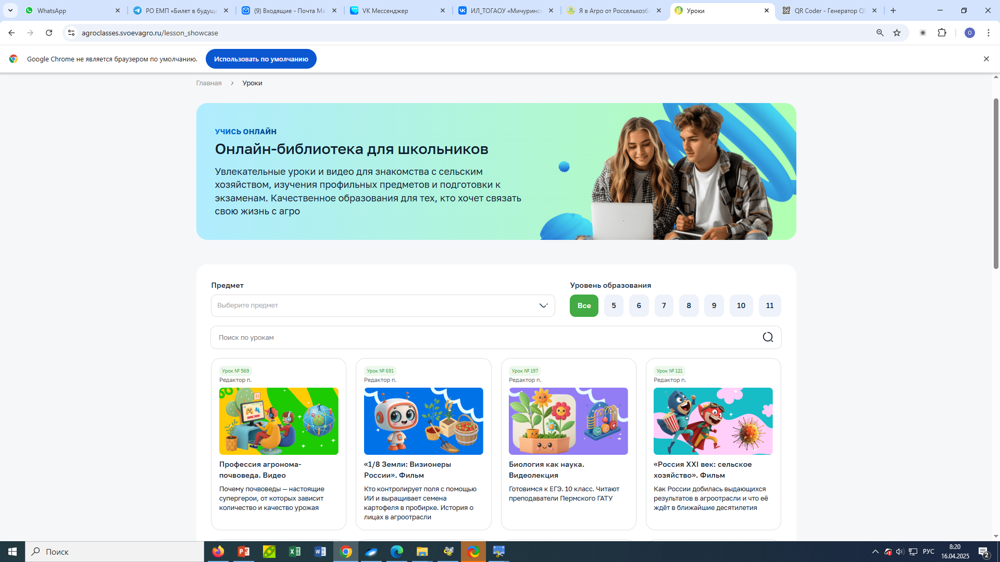 WhatsApp
РО ЕМП «Билет в будуще
(9) Входящие - Почта Ма
VK Мессенджер
ИЛ_ТОГАОУ «Мичуринск
Я в Агро от Россельхозба
Уроки
QR Coder - Генератор QR
agroclasses.svoevagro.ru/lesson_showcase
O
Google Chrome не является браузером по умолчанию.
Использовать по умолчанию
Главная > Уроки
УЧИСЬ ОНЛАЙН
Онлайн-библиотека для школьников
Увлекательные уроки и видео для знакомства с сельским
хозяйством, изучения профильных предметов и подготовки к
экзаменам. Качественное образования для тех, кто хочет связать
свою жизнь с агро
Предмет
Выберите предмет
Уровень образования
Все 5 6 7 8 9 10 11
Поиск по урокам
Урок № 569
Редактор п.
Профессия агронома-
почвоведа. Видео
Почему почвоведы — настоящие
супергерои, от которых зависит
количество и качество урожая
Урок № 691
Редактор п.
«1/8 Земли: Визионеры
России». Фильм
Кто контролирует поля с помощью
ИИ и выращивает семена
картофеля в пробирке. История о
лицах в агроотрасли
Урок № 197
Редактор п.
Биология как наука.
Видеолекция
Готовимся к ЕГЭ. 10 класс. Читают
преподаватели Пермского ГАТУ
Урок № 121
Редактор п.
«Россия XXI век: сельское
хозяйство». Фильм
Как России добилась выдающихся
результатов в агроотрасли и что её
ждёт в ближайшие десятилетия
Поиск
РУС
8:20
16.04.2025
2